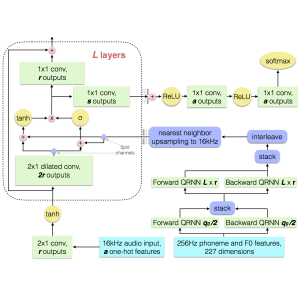 L layers
softmax
1x1 conv,
r outputs
1x1 conv,
s outputs
ReLU
1x1 conv,
a outputs
ReLU
1x1 conv,
a outputs
tanh
x
σ
+
Split
channels
nearest neighbor
upsampling to 16kHz
interleave
stack
2x1 dilated conv,
2r outputs
Forward QRNN L x r
Backward QRNN L x r
stack
tanh
Forward QRNN q₀/2
Backward QRNN q₀/2
2x1 conv,
r outputs
16kHz audio input,
a one-hot features
256Hz phoneme and F0 features,
227 dimensions